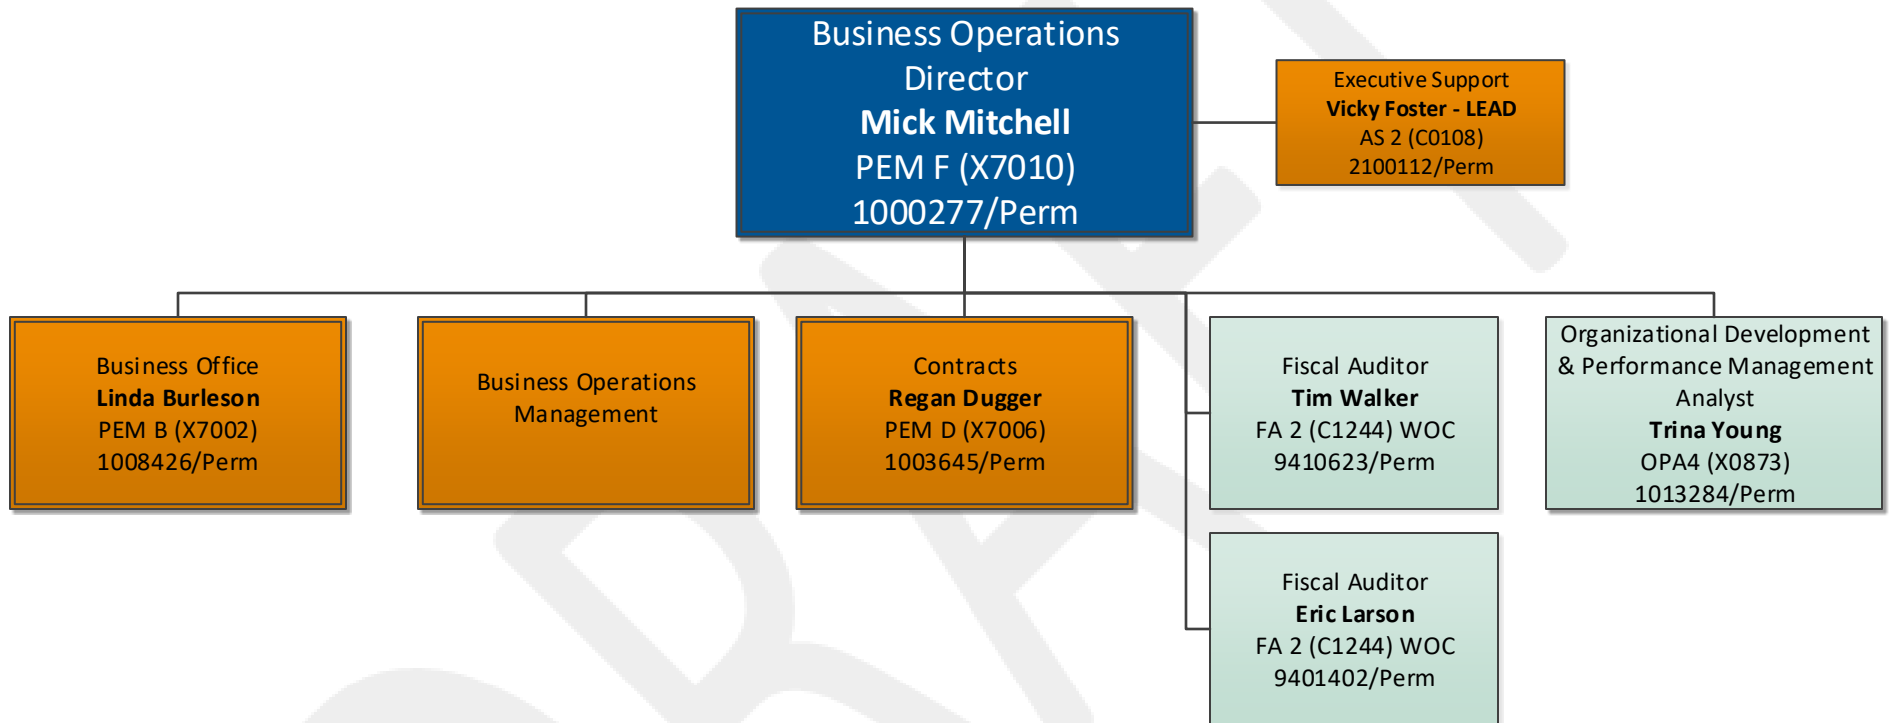 Business Operations
Director
Mick Mitchell
PEM F (X7010)
1000277/Perm
Executive Support
Vicky Foster - LEAD
AS 2 (C0108)
2100112/Perm
Business Office
Linda Burleson
PEM B (X7002)
1008426/Perm
Business Operations
Management
Contracts
Regan Dugger
PEM D (X7006)
1003645/Perm
Fiscal Auditor
Tim Walker
FA 2 (C1244) WOC
9410623/Perm
Organizational Development
& Performance Management
Analyst
Trina Young
OPA4 (X0873)
1013284/Perm
Fiscal Auditor
Eric Larson
FA 2 (C1244) WOC
9401402/Perm